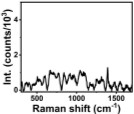 Int. (counts/10³)
4
2
0
500 1000 1500
Raman shift (cm⁻¹)